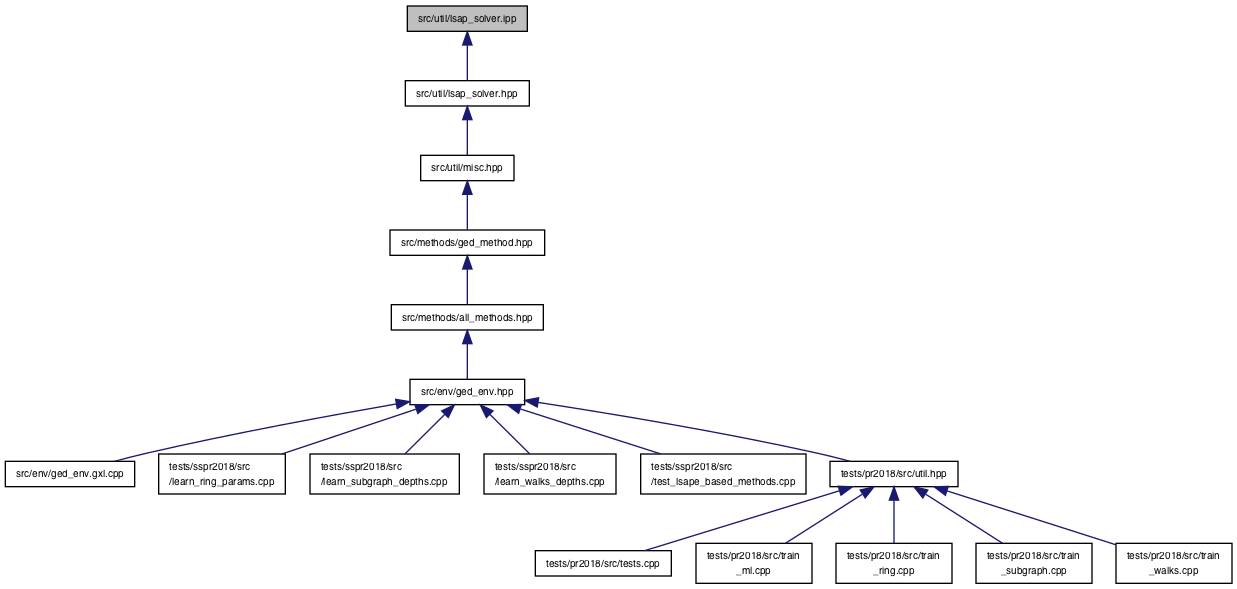 src/util/lsap_solver.ipp
src/util/lsap_solver.hpp
src/util/misc.hpp
src/methods/ged_method.hpp
src/methods/all_methods.hpp
src/env/ged_env.hpp
src/env/ged_env.gxl.cpp
tests/sspr2018/src
/learn_ring_params.cpp
tests/sspr2018/src
/learn_subgraph_depths.cpp
tests/sspr2018/src
/learn_walks_depths.cpp
tests/sspr2018/src
/test_lsape_based_methods.cpp
tests/pr2018/src/util.hpp
tests/pr2018/src/tests.cpp
tests/pr2018/src/train
_ml.cpp
tests/pr2018/src/train
_ring.cpp
tests/pr2018/src/train
_subgraph.cpp
tests/pr2018/src/train
_walks.cpp